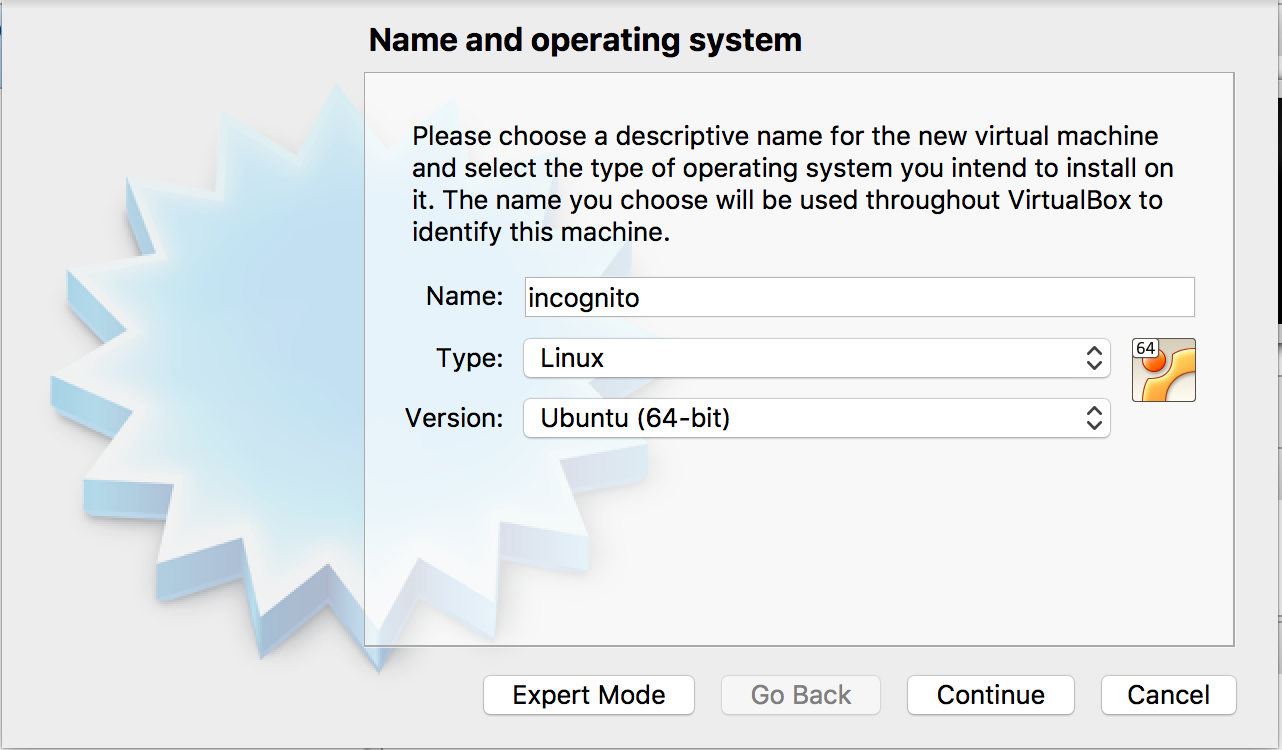 Name and operating system
Please choose a descriptive name for the new virtual machine
and select the type of operating system you intend to install on
it. The name you choose will be used throughout VirtualBox to
identify this machine.
Name: incognito
Type: Linux
64
Version: Ubuntu (64-bit)
Expert Mode Go Back Continue Cancel